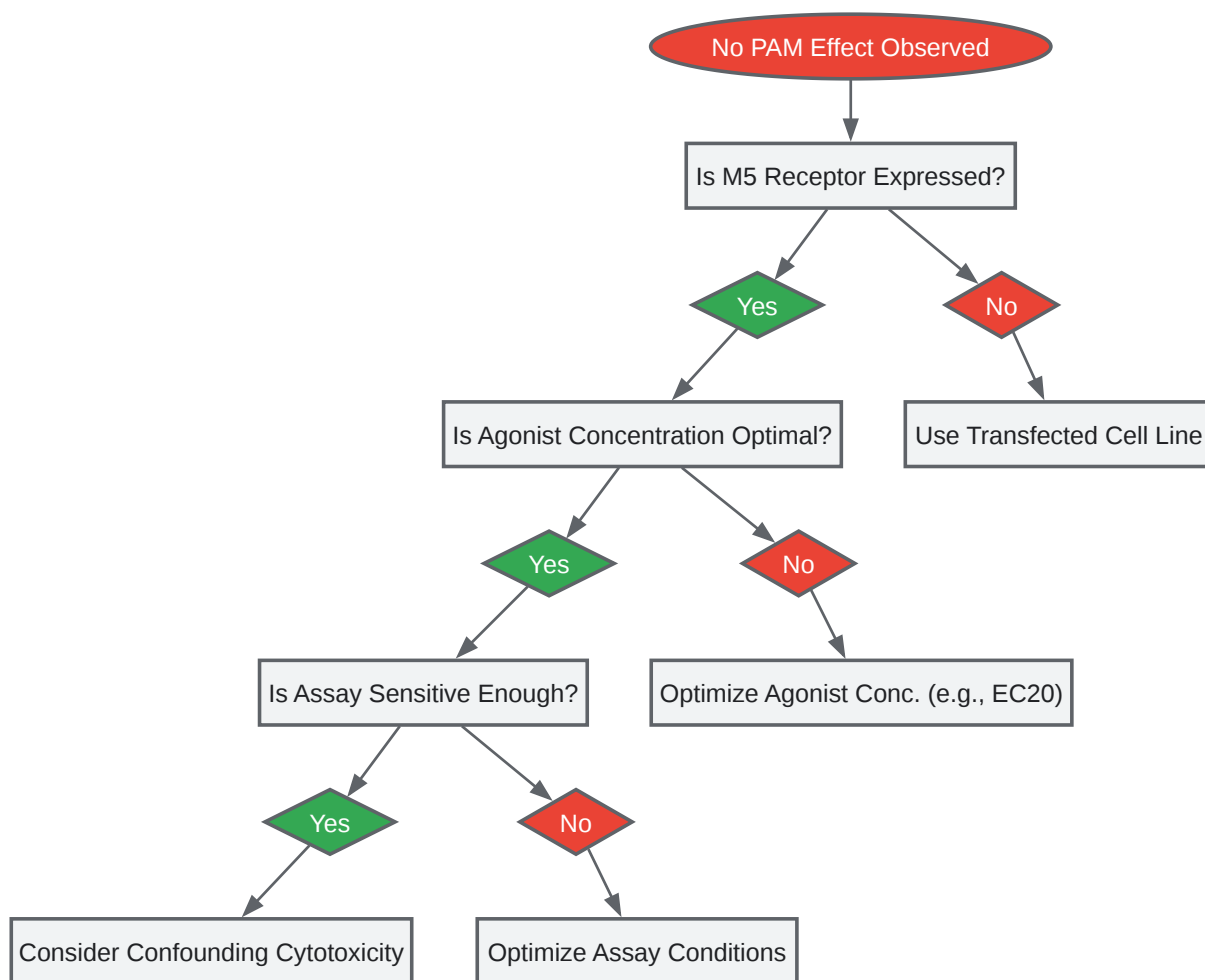 No PAM Effect Observed
Is M5 Receptor Expressed?
Yes
No
Is Agonist Concentration Optimal?
Use Transfected Cell Line
Yes
No
Is Assay Sensitive Enough?
Optimize Agonist Conc. (e.g., EC20)
Yes
No
Consider Confounding Cytotoxicity
Optimize Assay Conditions